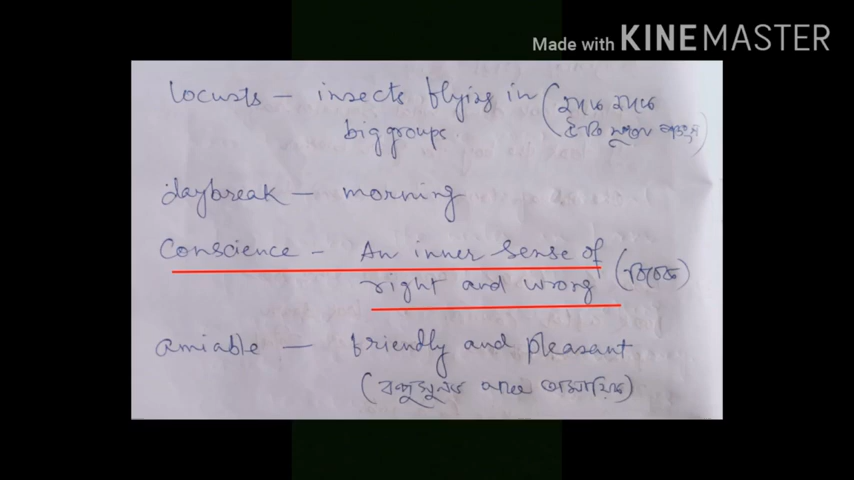 Made with KINEMASTER
locusts – insects flying in
big groups
daybreak – morning
Conscience – An inner sense of
right and wrong (বিবেক)
amiable – friendly and pleasant